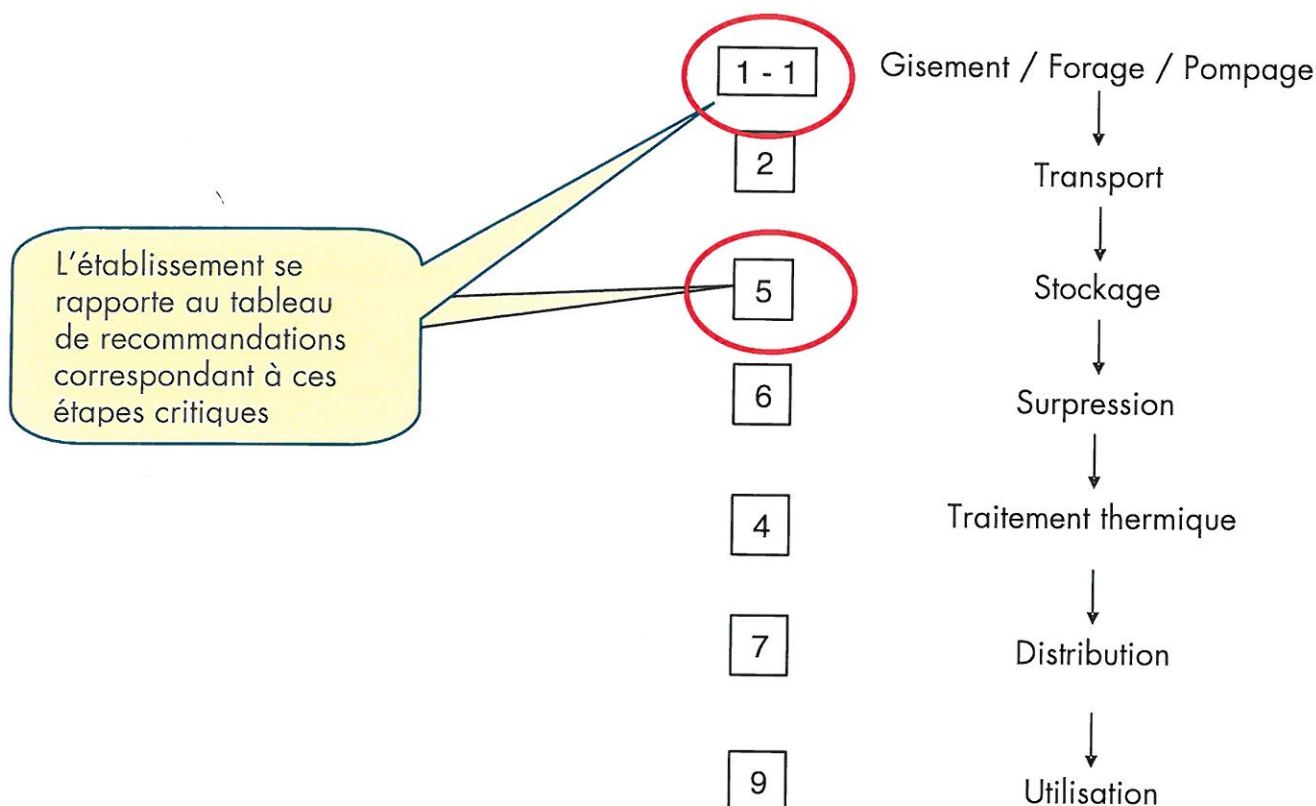 1 - 1 Gisement / Forage / Pompage
2 Transport
L'établissement se
rapporte au tableau
de recommandations
correspondant à ces
étapes critiques
5 Stockage
6 Surpression
4 Traitement thermique
7 Distribution
9 Utilisation